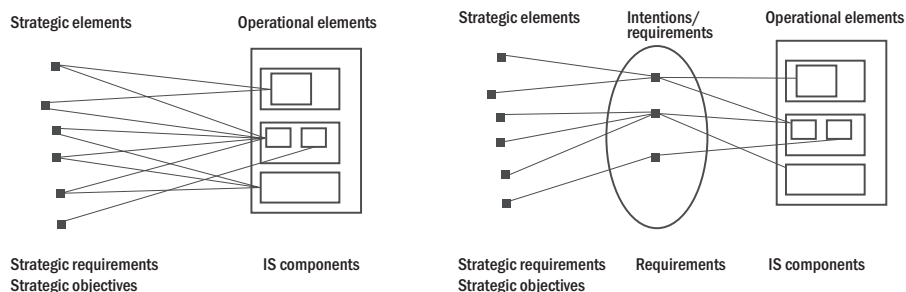 Strategic elements
Operational elements
Strategic requirements
Strategic objectives
IS components
Strategic elements
Intentions/
requirements
Operational elements
Strategic requirements
Strategic objectives
Requirements
IS components